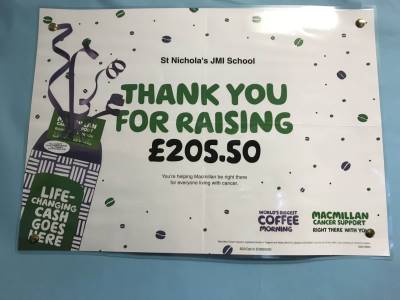 St Nichola's JMI School
THANK YOU
FOR RAISING
£205.50
You're helping Macmillan be right there
for everyone living with cancer.
LIFE-
CHANGING
CASH
GOES
HERE
WORLD'S BIGGEST
COFFEE
MORNING
MACMILLAN
CANCER SUPPORT
RIGHT THERE WITH YOU